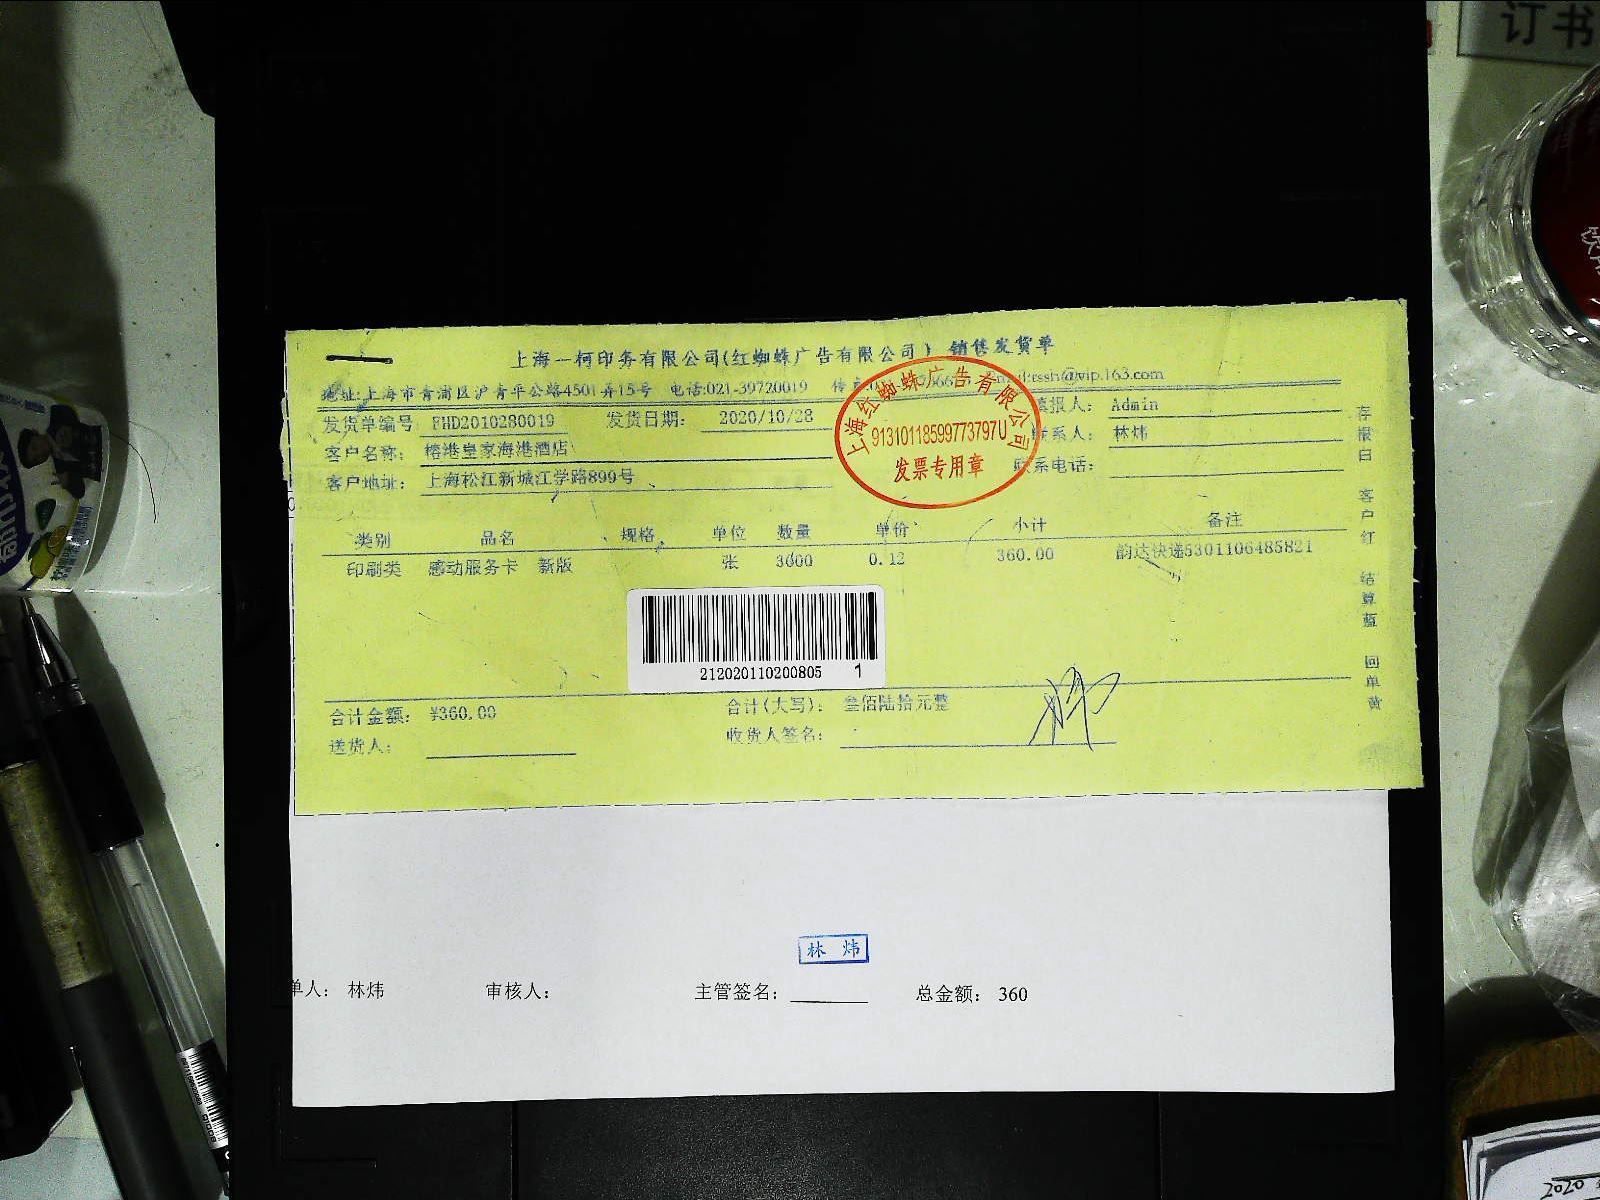 订书
上海一柯印务有限公司(红蜘蛛广告有限公司) 销售发货单
地址:上海市青浦区沪青平公路4501弄15号 电话:021-39720019 传真 rssh@vip.163.com
发货单编号 PHD2010280019 发货日期: 2020/10/28 填报人: Admin
客户名称: 榕港皇家海港酒店 联系人: 林炜
客户地址: 上海松江新城江学路899号 联系电话:
上海红蜘蛛广告有限公司
91310118599773797U
发票专用章
类别 品名 规格 单位 数量 单价 小计 备注
印刷类 感动服务卡 新版 张 3000 0.12 360.00 韵达快递5301106485821
212020110200805 1
合计金额: ¥360.00 合计(大写): 叁佰陆拾元整
送货人: 收货人签名:
存根白 客户红 结算蓝 回单黄
林 炜
单人: 林炜 审核人: 主管签名: 总金额: 360
2020